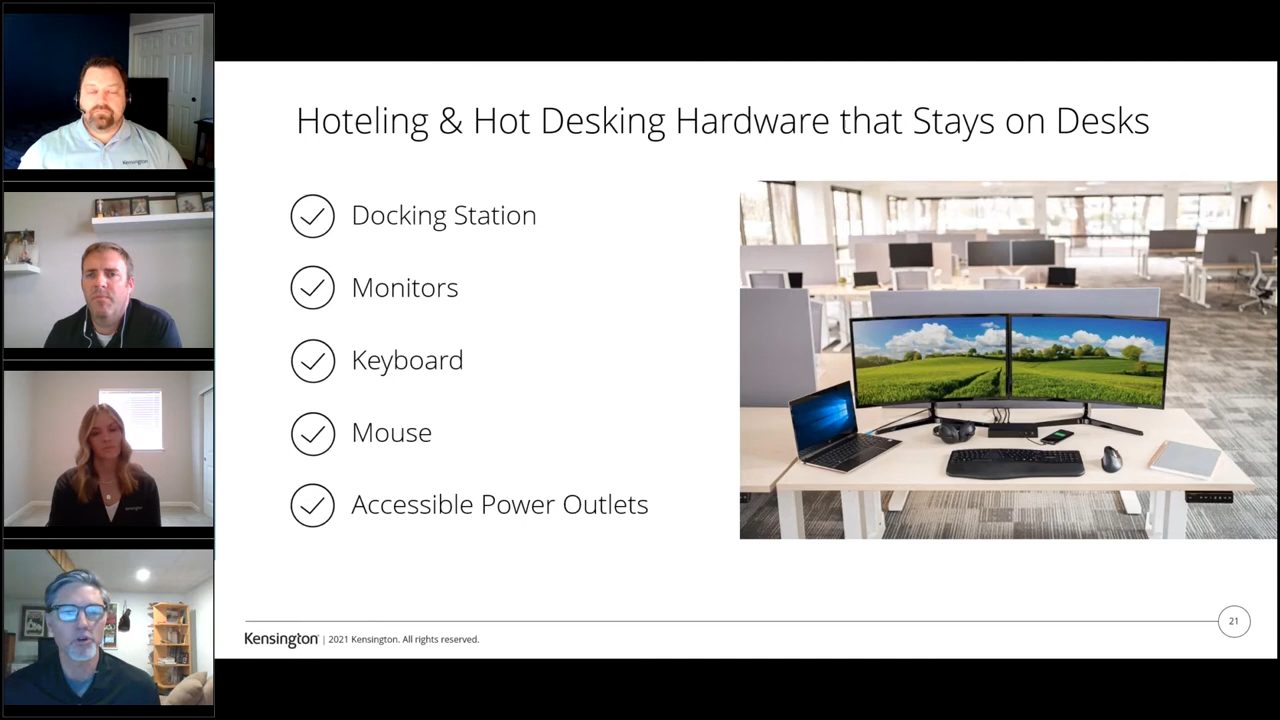 Hoteling & Hot Desking Hardware that Stays on Desks
Docking Station
Monitors
Keyboard
Mouse
Accessible Power Outlets
Kensington | 2021 Kensington. All rights reserved.
21
Kensington